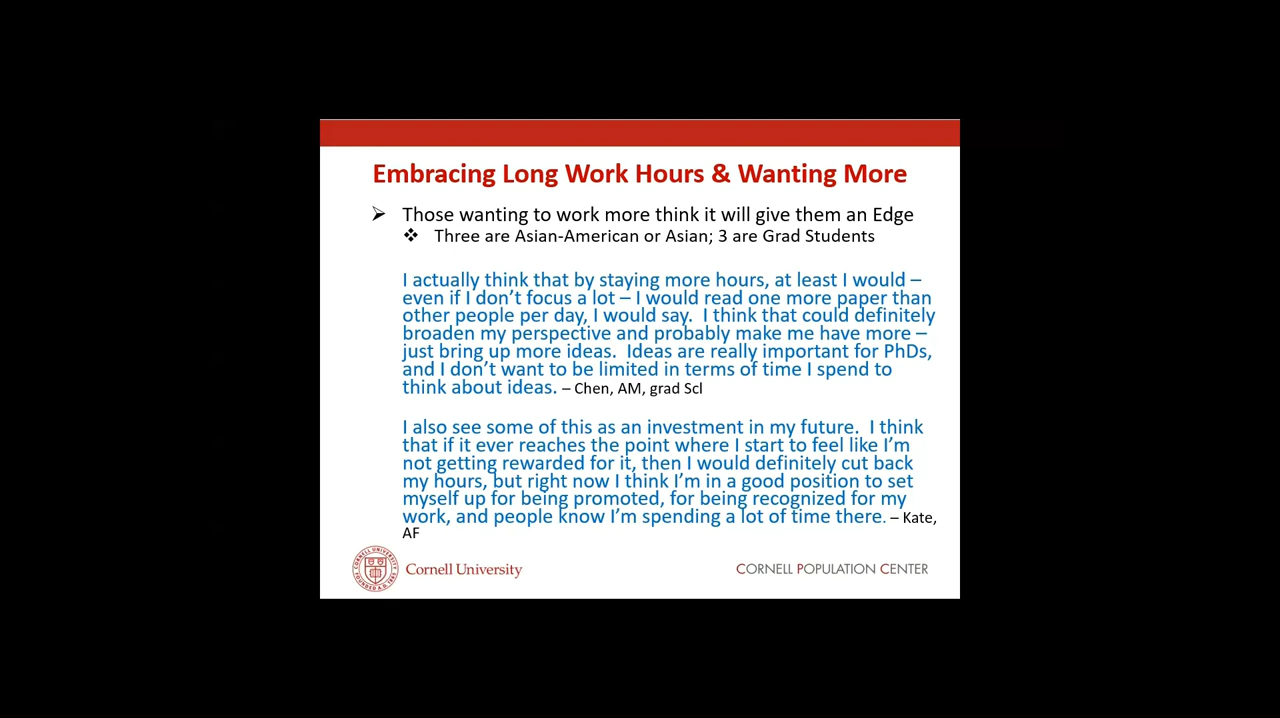 Embracing Long Work Hours & Wanting More
Those wanting to work more think it will give them an Edge
Three are Asian-American or Asian; 3 are Grad Students
I actually think that by staying more hours, at least I would –
even if I don’t focus a lot – I would read one more paper than
other people per day, I would say.  I think that could definitely
broaden my perspective and probably make me have more –
just bring up more ideas.  Ideas are really important for PhDs,
and I don’t want to be limited in terms of time I spend to
think about ideas. – Chen, AM, grad Scl
I also see some of this as an investment in my future.  I think
that if it ever reaches the point where I start to feel like I’m
not getting rewarded for it, then I would definitely cut back
my hours, but right now I think I’m in a good position to set
myself up for being promoted, for being recognized for my
work, and people know I’m spending a lot of time there. – Kate,
AF
Cornell University
CORNELL POPULATION CENTER